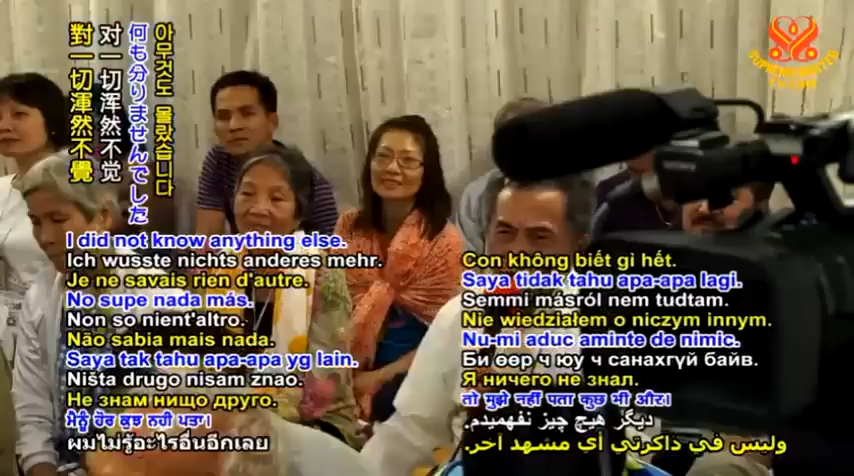 對一切渾然不覺
对一切浑然不觉
何も分りませんでした
아무것도 몰랐습니다
I did not know anything else.
Ich wusste nichts anderes mehr.
Je ne savais rien d'autre.
No supe nada más.
Non so nient'altro.
Não sabia mais nada.
Saya tak tahu apa-apa yg lain.
Ništa drugo nisam znao.
Не знам нищо друго.
ਮੈਨੂੰ ਹੋਰ ਕੁਝ ਨਹੀ ਪਤਾ।
ผมไม่รู้อะไรอื่นอีกเลย
Con không biết gì hết.
Saya tidak tahu apa-apa lagi.
Semmi másról nem tudtam.
Nie wiedziałem o niczym innym.
Nu-mi aduc aminte de nimic.
Би өөр ч юу ч санахгүй байв.
Я ничего не знал.
तो मुझे नहीं पता कुछ भी और।
دیگر هیچ چیز نفهمیدم.
وليس في ذاكرتي أي مشهد آخر.
SUPREME MASTER